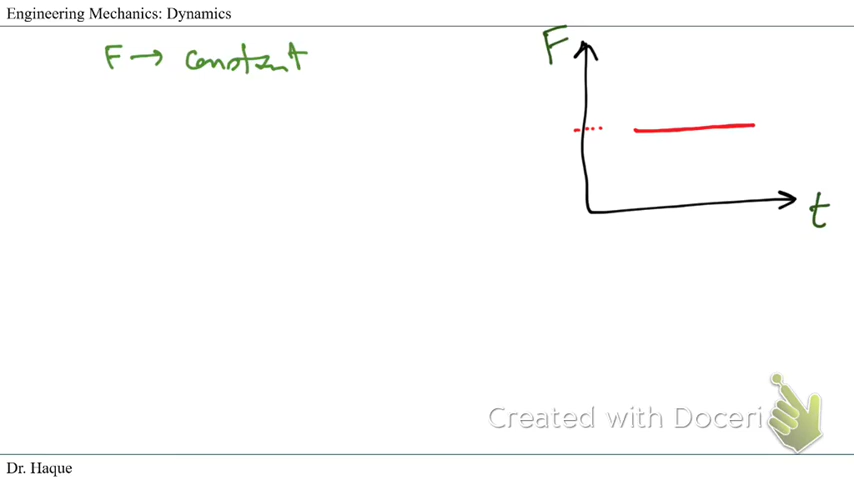 Engineering Mechanics: Dynamics
F → constant
F
t
Created with Doceri
Dr. Haque